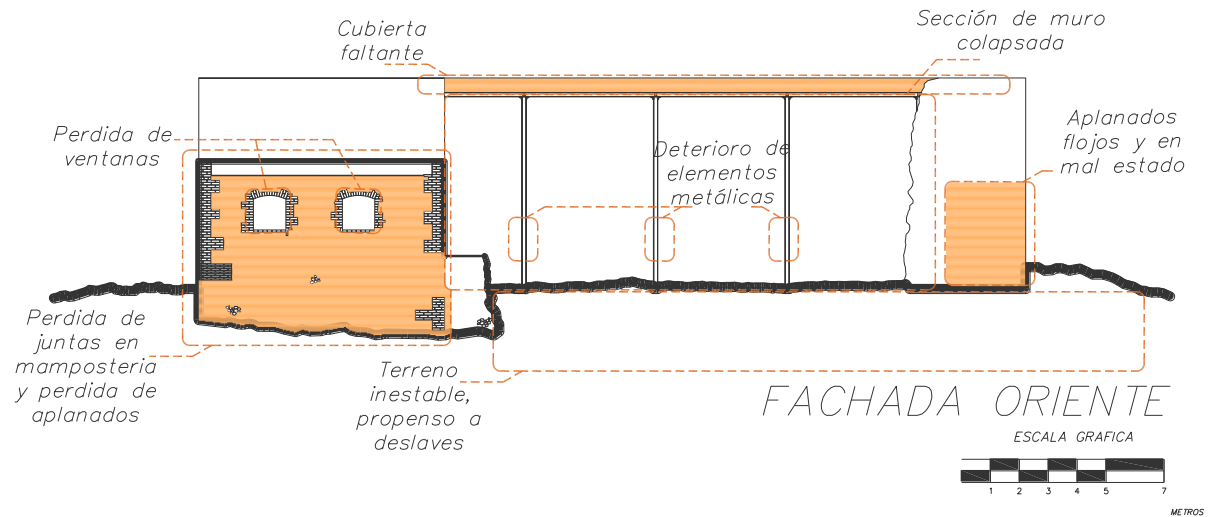 Cubierta
faltante
Sección de muro
colapsada
Perdida de
ventanas
Deterioro de
elementos
metálicas
Aplanados
flojos y en
mal estado
Perdida de
juntas en
mamposteria
y perdida de
aplanados
Terreno
inestable,
propenso a
deslaves
FACHADA ORIENTE
ESCALA GRAFICA
1 2 3 4 5 7
METROS